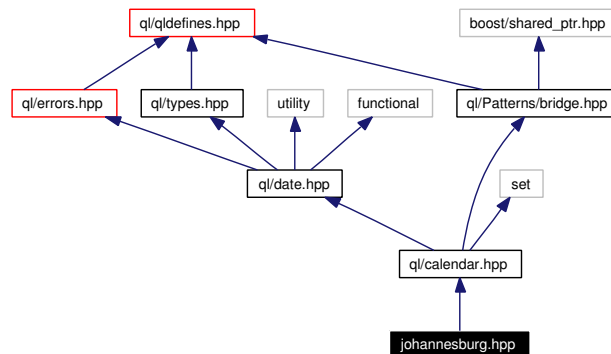 ql/qldefines.hpp
boost/shared_ptr.hpp
ql/errors.hpp
ql/types.hpp
utility
functional
ql/Patterns/bridge.hpp
ql/date.hpp
set
ql/calendar.hpp
johannesburg.hpp